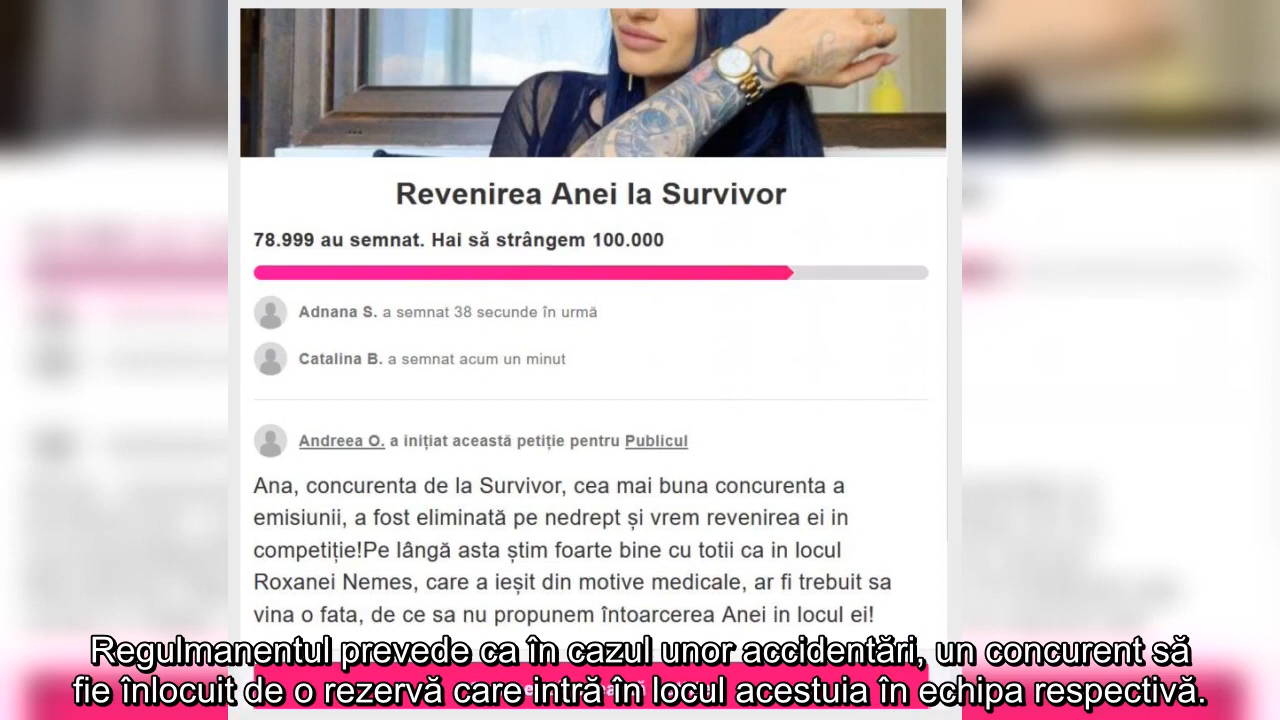 Revenirea Anei la Survivor
78.999 au semnat. Hai să strângem 100.000
Adnana S. a semnat 38 secunde în urmă
Catalina B. a semnat acum un minut
Andreea O. a inițiat această petiție pentru Publicul
Ana, concurenta de la Survivor, cea mai buna concurenta a
emisiunii, a fost eliminată pe nedrept și vrem revenirea ei in
competiție!Pe lângă asta știm foarte bine cu totii ca in locul
Roxanei Nemes, care a ieșit din motive medicale, ar fi trebuit sa
vina o fata, de ce sa nu propunem întoarcerea Anei in locul ei!
Regulmanentul prevede ca în cazul unor accidentări, un concurent să
fie înlocuit de o rezervă care intră în locul acestuia în echipa respectivă.